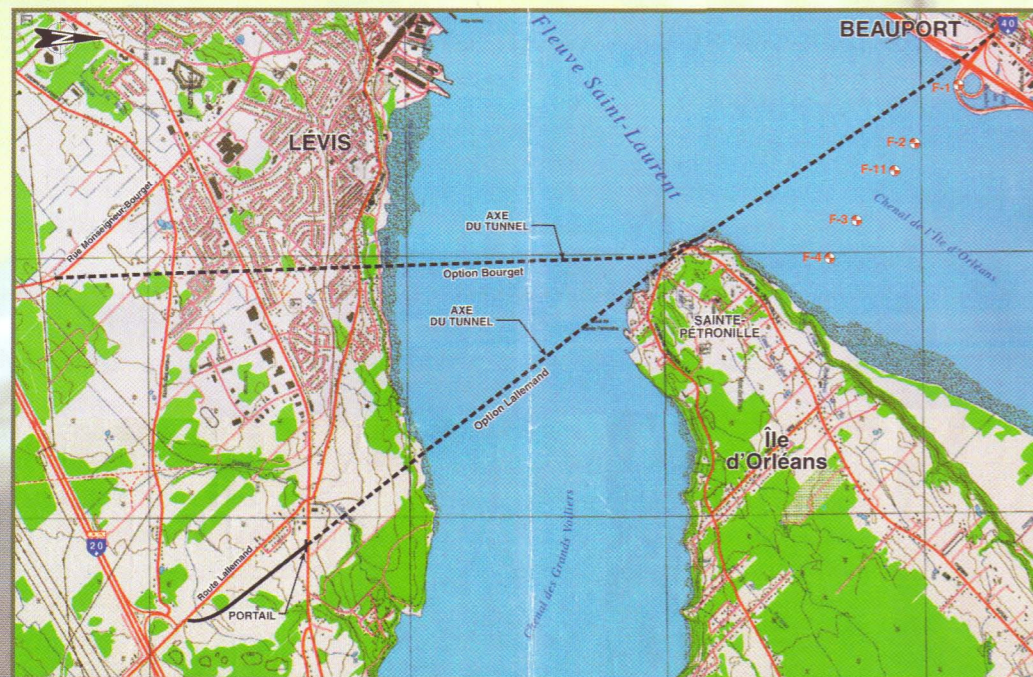 N
BEAUPORT
40
Fleuve Saint-Laurent
F-1
F-2
F-11
F-3
F-4
Chenal de l'Île d'Orléans
LÉVIS
Rue Monseigneur-Bourget
AXE
DU TUNNEL
Option Bourget
AXE
DU TUNNEL
Option Lallemand
SAINTE-
PÉTRONILLE
Île
d'Orléans
Chenal des Grands Voiliers
20
Route Lallemand
PORTAIL